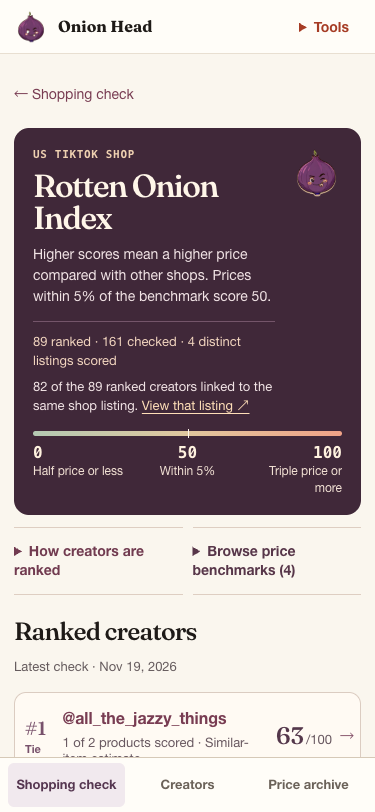 Onion Head
▶ Tools
← Shopping check
US TIKTOK SHOP
Rotten Onion
Index
Higher scores mean a higher price
compared with other shops. Prices
within 5% of the benchmark score 50.
89 ranked · 161 checked · 4 distinct
listings scored
82 of the 89 ranked creators linked to the
same shop listing. View that listing ↗
0 50 100
Half price or less Within 5% Triple price or
more
▶ How creators are
ranked
▶ Browse price
benchmarks (4)
Ranked creators
Latest check · Nov 19, 2026
#1
Tie
@all_the_jazzy_things
1 of 2 products scored · Similar-
item estimate
63/100 →
Shopping check
Creators
Price archive